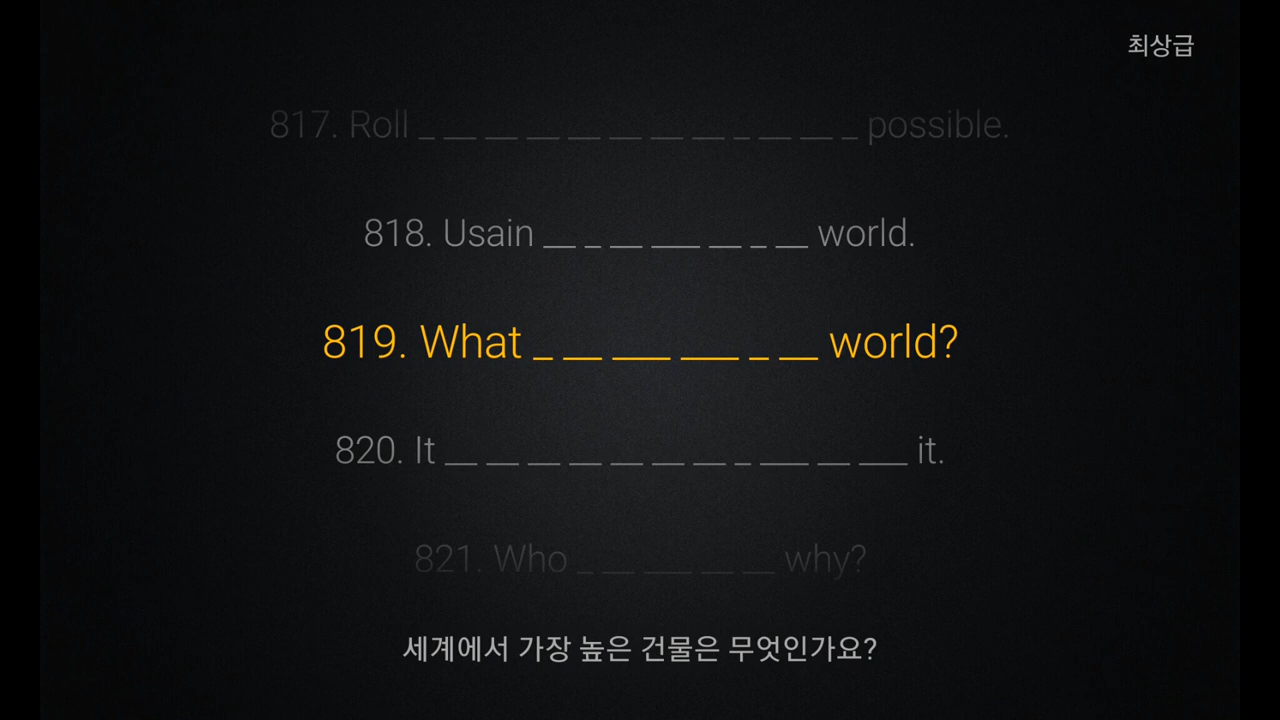 최상급
817. Roll _ __ __ __ __ __ __ __ _ __ __ _ possible.
818. Usain __ _ __ ___ __ _ __ world.
819. What _ __ ___ ___ _ __ world?
820. It __ __ __ __ __ __ __ _ ___ __ ___ it.
821. Who _ __ ___ __ __ why?
세계에서 가장 높은 건물은 무엇인가요?